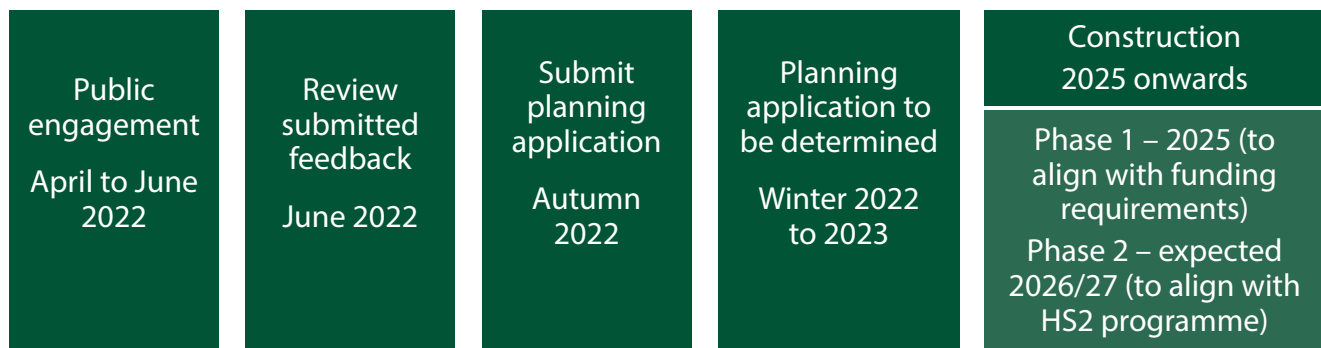 Public
engagement
April to June
2022
Review
submitted
feedback
June 2022
Submit
planning
application
Autumn
2022
Planning
application to
be determined
Winter 2022
to 2023
Construction
2025 onwards
Phase 1 – 2025 (to
align with funding
requirements)
Phase 2 – expected
2026/27 (to align with
HS2 programme)